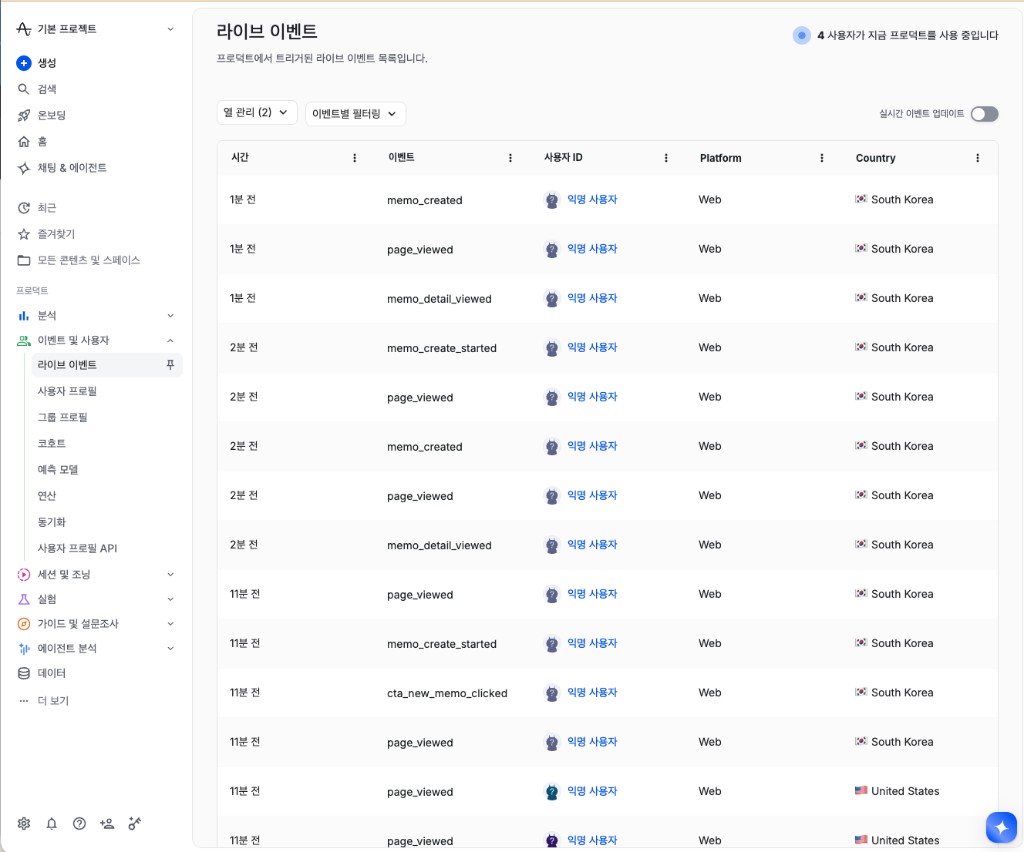 기본 프로젝트
생성
검색
온보딩
홈
채팅 & 에이전트
최근
즐겨찾기
모든 콘텐츠 및 스페이스
프로덕트
분석
이벤트 및 사용자
라이브 이벤트
사용자 프로필
그룹 프로필
코호트
예측 모델
연산
동기화
사용자 프로필 API
세션 및 조닝
실험
가이드 및 설문조사
에이전트 분석
데이터
더 보기
라이브 이벤트
프로덕트에서 트리거된 라이브 이벤트 목록입니다.
4 사용자가 지금 프로덕트를 사용 중입니다
열 관리 (2) 이벤트별 필터링 실시간 이벤트 업데이트
시간 이벤트 사용자 ID Platform Country
1분 전 memo_created 익명 사용자 Web South Korea
1분 전 page_viewed 익명 사용자 Web South Korea
1분 전 memo_detail_viewed 익명 사용자 Web South Korea
2분 전 memo_create_started 익명 사용자 Web South Korea
2분 전 page_viewed 익명 사용자 Web South Korea
2분 전 memo_created 익명 사용자 Web South Korea
2분 전 page_viewed 익명 사용자 Web South Korea
2분 전 memo_detail_viewed 익명 사용자 Web South Korea
11분 전 page_viewed 익명 사용자 Web South Korea
11분 전 memo_create_started 익명 사용자 Web South Korea
11분 전 cta_new_memo_clicked 익명 사용자 Web South Korea
11분 전 page_viewed 익명 사용자 Web South Korea
11분 전 page_viewed 익명 사용자 Web United States
11분 전 page_viewed 익명 사용자 Web United States